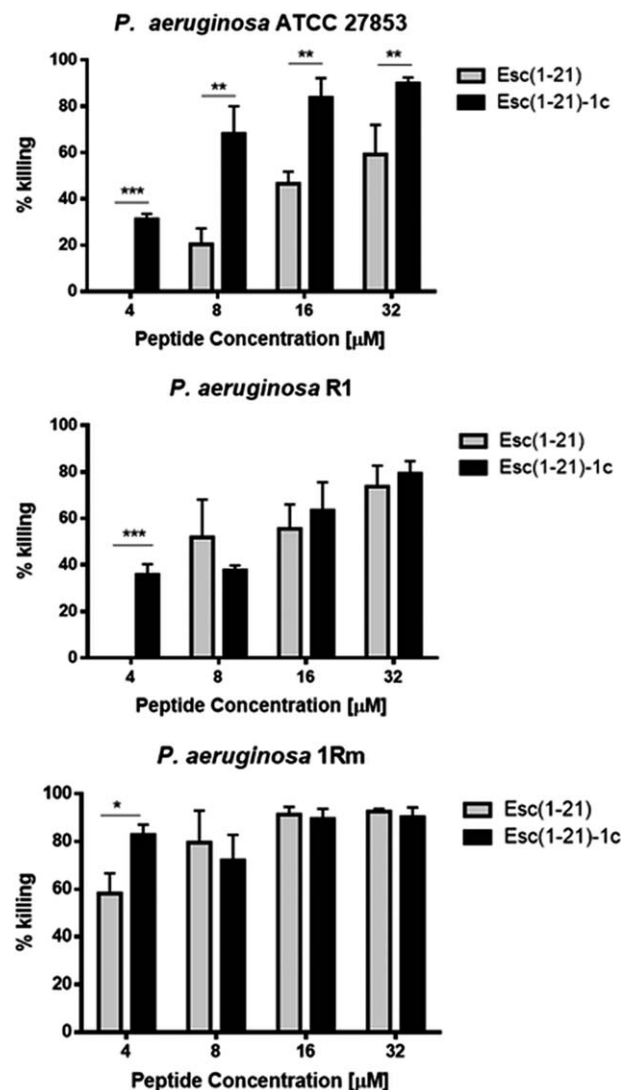 P. aeruginosa ATCC 27853
100
80
60
40
20
0
% killing
***
**
**
**
4 8 16 32
Peptide Concentration [µM]
Esc(1-21)
Esc(1-21)-1c
P. aeruginosa R1
100
80
60
40
20
0
% killing
***
4 8 16 32
Peptide Concentration [µM]
Esc(1-21)
Esc(1-21)-1c
P. aeruginosa 1Rm
100
80
60
40
20
0
% killing
*
4 8 16 32
Peptide Concentration [µM]
Esc(1-21)
Esc(1-21)-1c